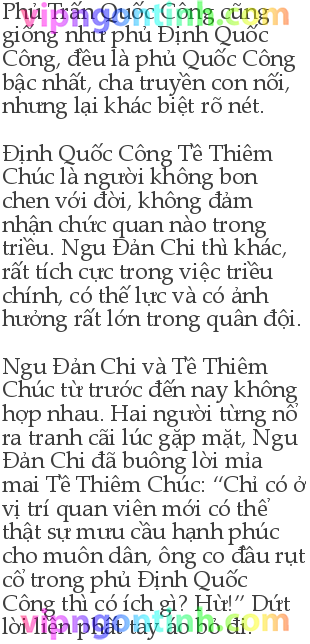 Phủ Trấn Quốc Công cũng
vipngontinh.com
giống như phủ Định Quốc
Công, đều là phủ Quốc Công
bậc nhất, cha truyền con nối,
nhưng lại khác biệt rõ nét.
Định Quốc Công Tề Thiêm
Chúc là người không bon
chen với đời, không đảm
nhận chức quan nào trong
triều. Ngu Đản Chi thì khác,
rất tích cực trong việc triều
chính, có thế lực và có ảnh
hưởng rất lớn trong quân đội.
Ngu Đản Chi và Tề Thiêm
Chúc từ trước đến nay không
hợp nhau. Hai người từng nổ
ra tranh cãi lúc gặp mặt, Ngu
Đản Chi đã buông lời mỉa
mai Tề Thiêm Chúc: “Chỉ có ở
vị trí quan viên mới có thể
thật sự mưu cầu hạnh phúc
cho muôn dân, ông co đầu rụt
cổ trong phủ Định Quốc
Công thì có ích gì? Hừ!” Dứt
lời liền phất tay áo bỏ đi.
vipngontinh.com